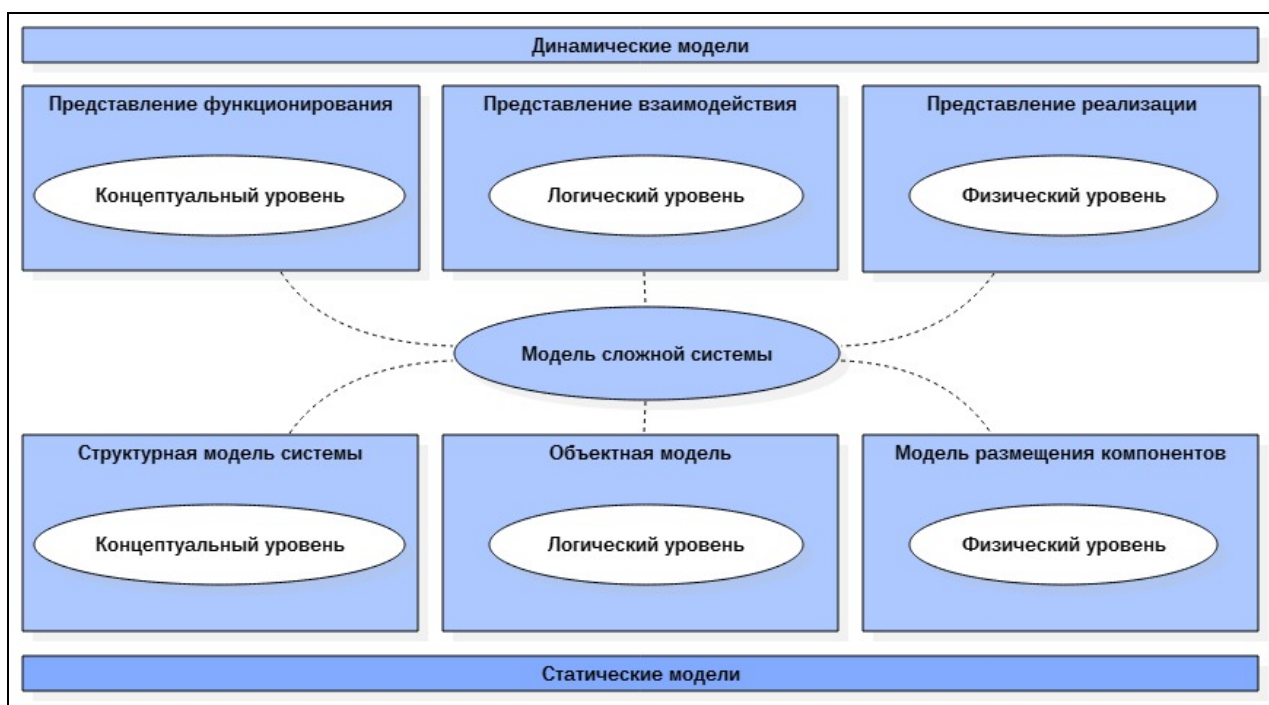 Динамические модели
Представление функционирования
Концептуальный уровень
Представление взаимодействия
Логический уровень
Представление реализации
Физический уровень
Модель сложной системы
Структурная модель системы
Концептуальный уровень
Объектная модель
Логический уровень
Модель размещения компонентов
Физический уровень
Статические модели